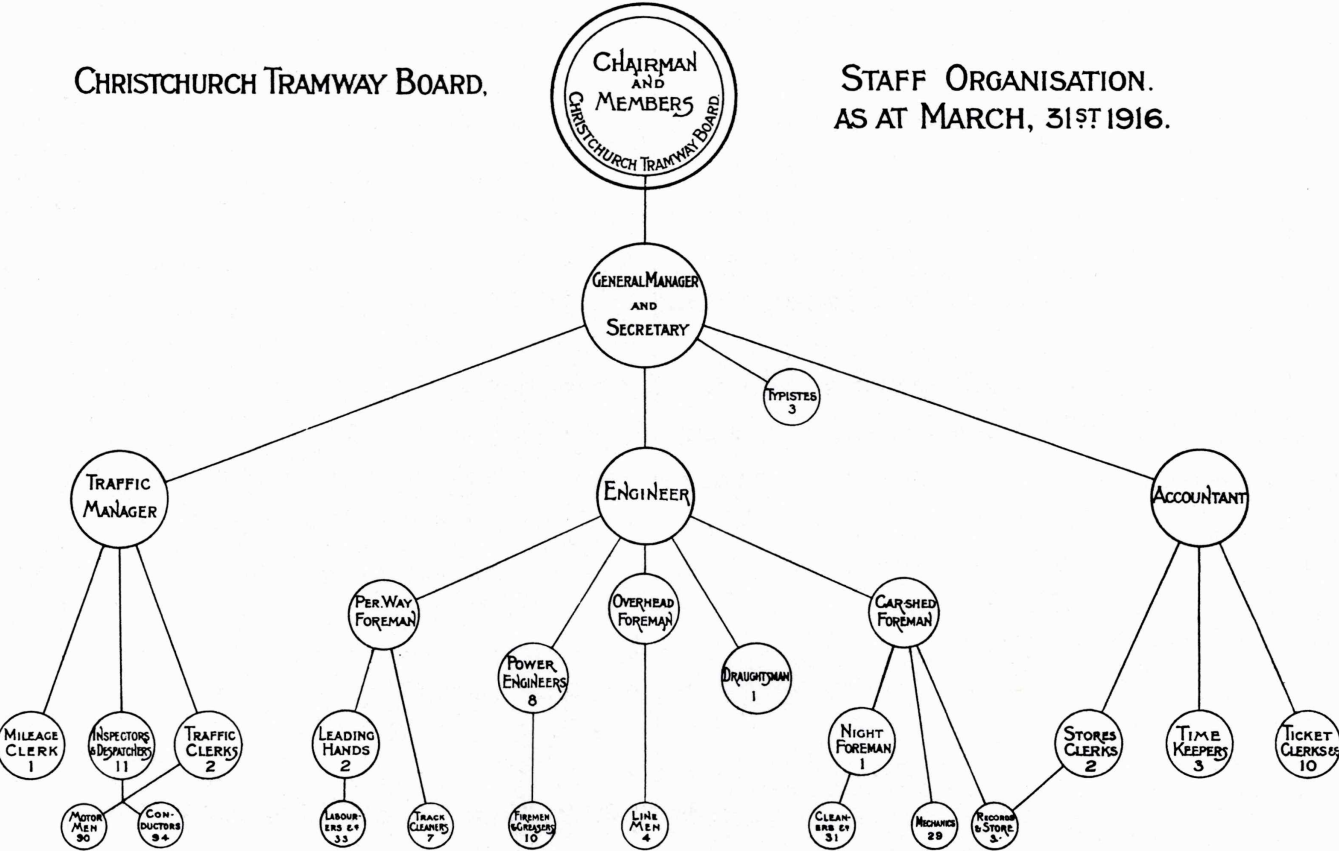 CHRISTCHURCH TRAMWAY BOARD.
STAFF ORGANISATION.
AS AT MARCH, 31ST 1916.
CHAIRMAN
AND
MEMBERS
CHRISTCHURCH TRAMWAY BOARD.
GENERAL MANAGER
AND
SECRETARY
TYPISTES
3
TRAFFIC
MANAGER
ENGINEER
ACCOUNTANT
PER. WAY
FOREMAN
OVERHEAD
FOREMAN
CAR-SHED
FOREMAN
POWER
ENGINEERS
8
DRAUGHTSMAN
1
MILEAGE
CLERK
1
INSPECTORS
& DESPATCHERS
11
TRAFFIC
CLERKS
2
LEADING
HANDS
2
NIGHT
FOREMAN
1
STORES
CLERKS
2
TIME
KEEPERS
3
TICKET
CLERKS &c
10
MOTOR
MEN
90
CON-
DUCTORS
94
LABOUR-
ERS &c
33
TRACK
CLEANERS
7
FIREMEN
& GREASERS
10
LINE
MEN
4
CLEAN-
ERS &c
31
MECHANICS
29
RECORDS
& STORE
3.